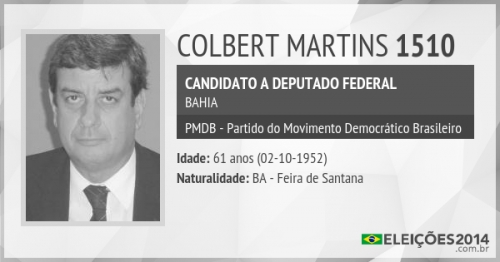 COLBERT MARTINS 1510
CANDIDATO A DEPUTADO FEDERAL
BAHIA
PMDB - Partido do Movimento Democrático Brasileiro
Idade: 61 anos (02-10-1952)
Naturalidade: BA - Feira de Santana
ELEIÇÕES2014
.com.br